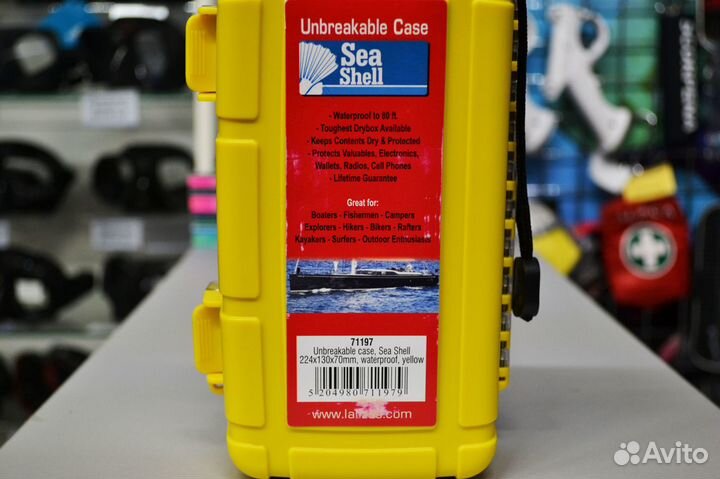 Unbreakable Case
Sea
Shell
- Waterproof to 80 ft.
- Toughest Drybox Available
- Keeps Contents Dry & Protected
- Protects Valuables, Electronics,
Wallets, Radios, Cell Phones
- Lifetime Guarantee
Great for:
Boaters - Fishermen - Campers
Explorers - Hikers - Bikers - Rafters
Kayakers - Surfers - Outdoor Enthusiasts
71197
Unbreakable case, Sea Shell
224x130x70mm, waterproof, yellow
5 204980 711979
www.lalizas.com
Avito